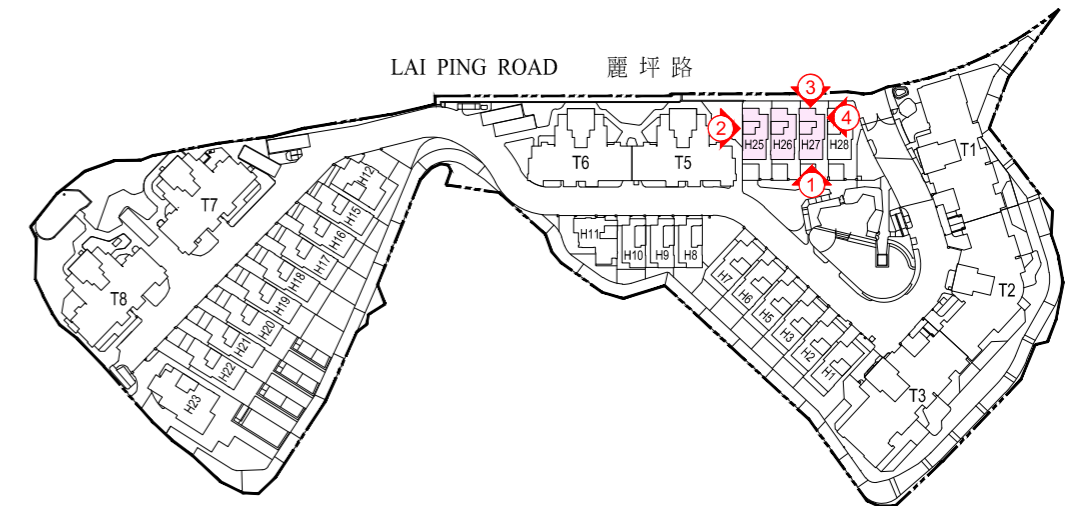 LAI PING ROAD 麗坪路
3
2
4
1
H25
H26
H27
H28
T6
T5
T1
T7
H12
H15
H16
H17
H18
H19
H20
H21
H22
H23
T8
H11
H10
H9
H8
H7
H6
H5
H3
H2
H1
T2
T3